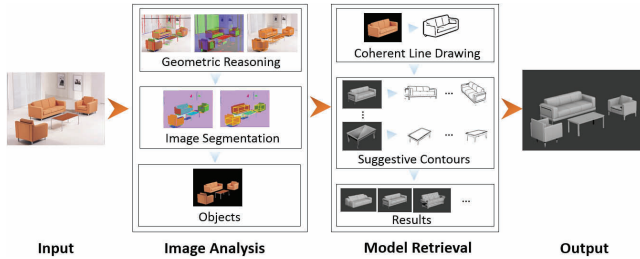 Geometric Reasoning
Image Segmentation
Objects
Coherent Line Drawing
...
...
Suggestive Contours
...
Results
Input
Image Analysis
Model Retrieval
Output